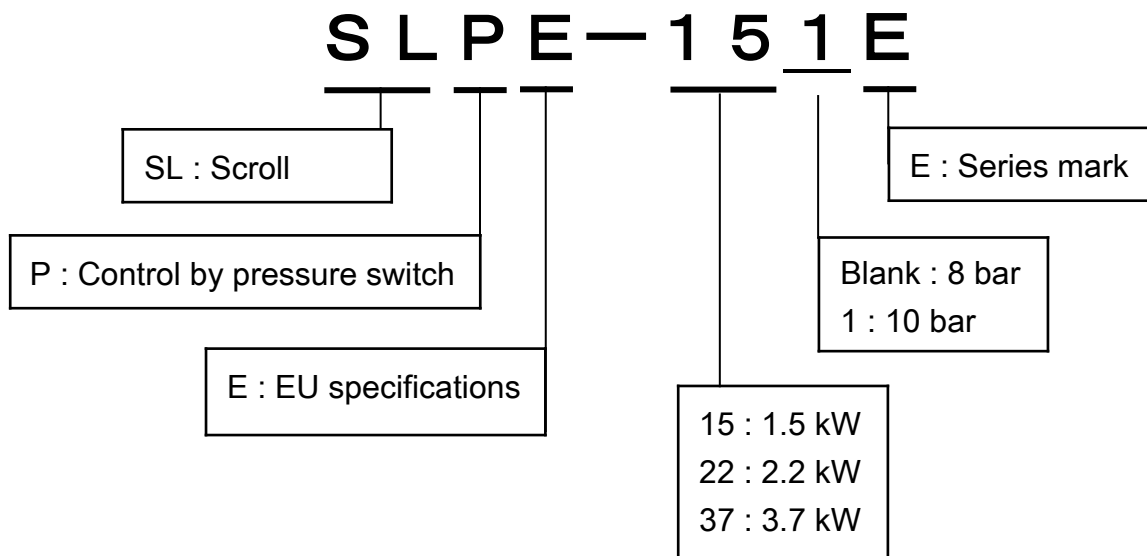 SLPE－151E
SL : Scroll
E : Series mark
P : Control by pressure switch
Blank : 8 bar
1 : 10 bar
E : EU specifications
15 : 1.5 kW
22 : 2.2 kW
37 : 3.7 kW